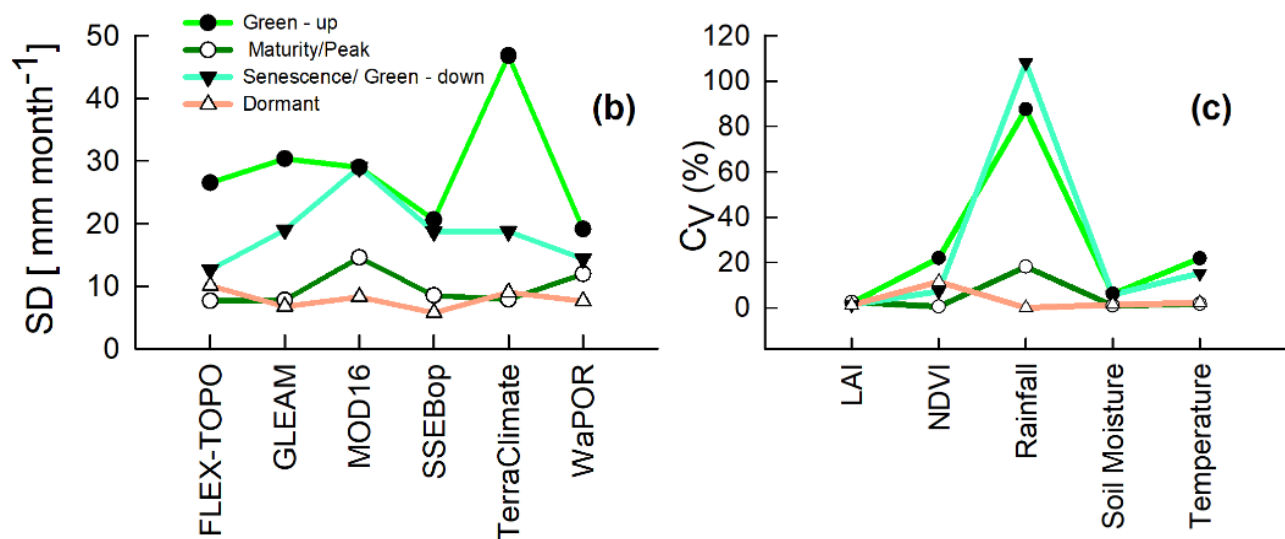 Green - up
Maturity/Peak
Senescence/ Green - down
Dormant
(b)
SD [ mm month-1]
50
40
30
20
10
0
FLEX-TOPO
GLEAM
MOD16
SSEBop
TerraClimate
WaPOR
(c)
CV (%)
120
100
80
60
40
20
0
LAI
NDVI
Rainfall
Soil Moisture
Temperature